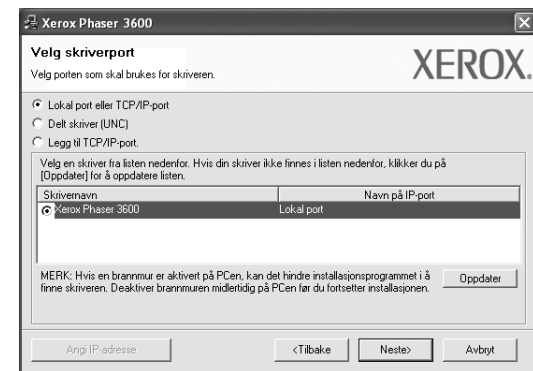 Xerox Phaser 3600
Velg skriverport
Velg porten som skal brukes for skriveren.
XEROX.
Lokal port eller TCP/IP-port
Delt skriver (UNC)
Legg til TCP/IP-port.
Velg en skriver fra listen nedenfor. Hvis din skriver ikke finnes i listen nedenfor, klikker du på
[Oppdater] for å oppdatere listen.
Skrivernavn Navn på IP-port
Xerox Phaser 3600 Lokal port
MERK: Hvis en brannmur er aktivert på PCen, kan det hindre installasjonsprogrammet i å
finne skriveren. Deaktiver brannmuren midlertidig på PCen før du fortsetter installasjonen.
Oppdater
Angi IP-adresse <Tilbake Neste> Avbryt